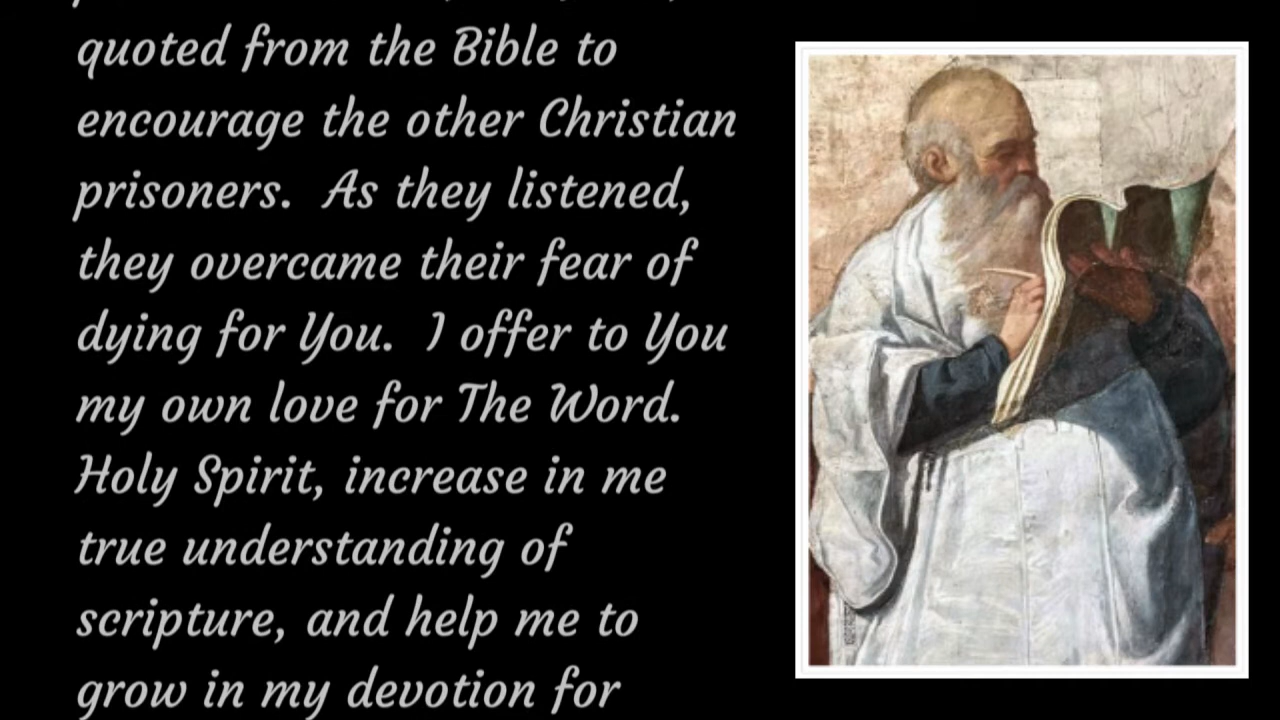 quoted from the Bible to
encourage the other Christian
prisoners. As they listened,
they overcame their fear of
dying for You. I offer to You
my own love for The Word.
Holy Spirit, increase in me
true understanding of
scripture, and help me to
grow in my devotion for